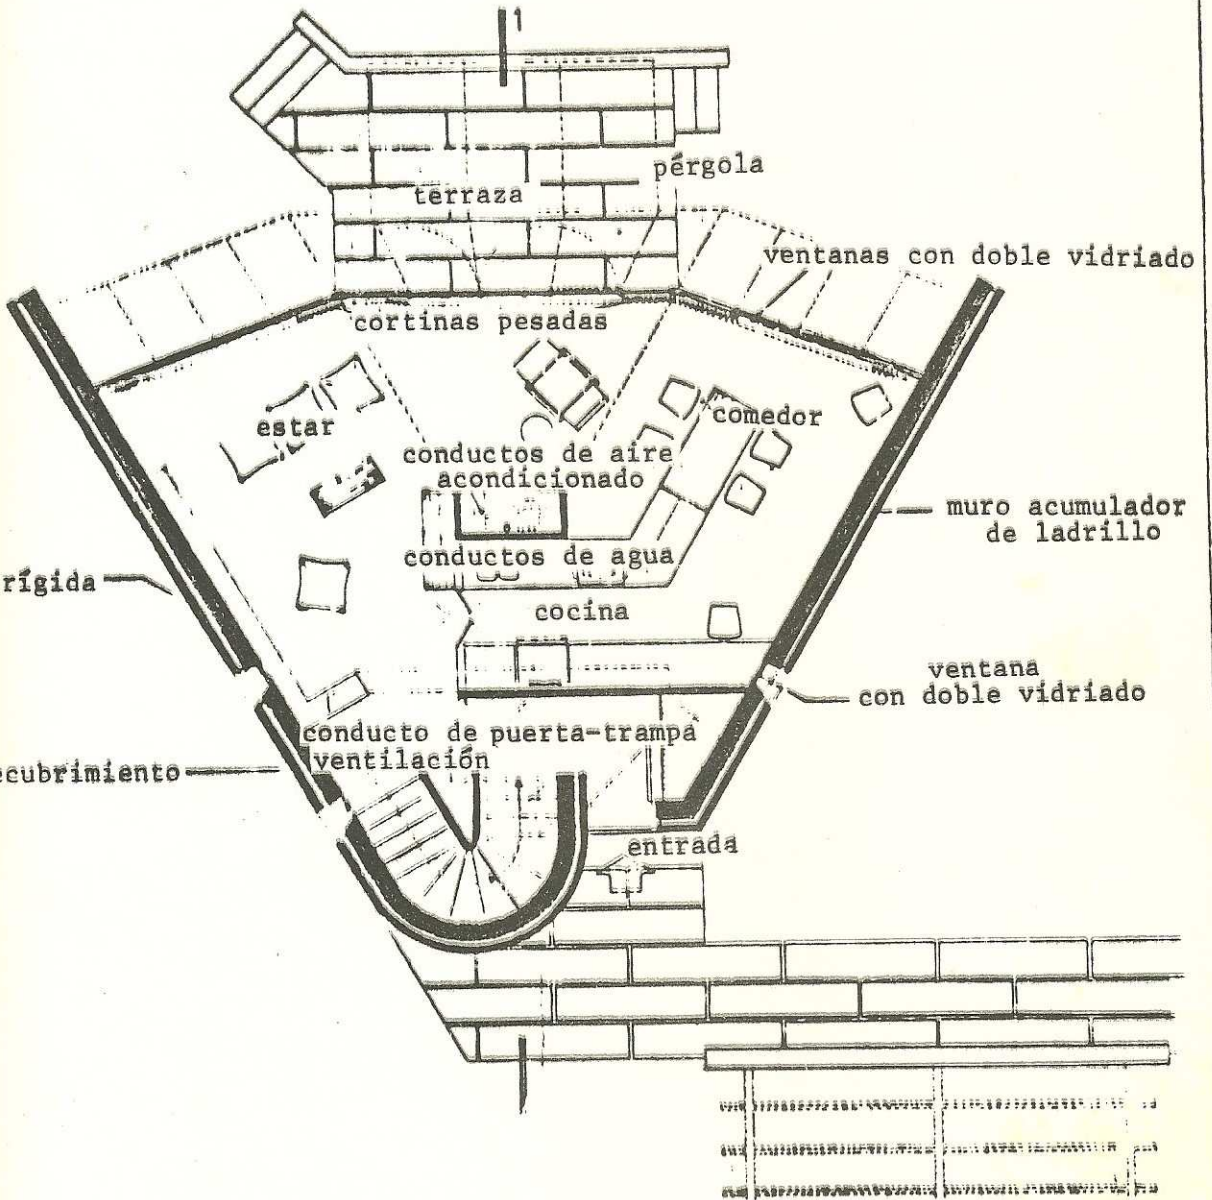 1
pérgola
terraza
ventanas con doble vidriado
cortinas pesadas
estar
comedor
conductos de aire
acondicionado
muro acumulador
de ladrillo
conductos de agua
rígida
cocina
ventana
con doble vidriado
conducto de puerta-trampa
ventilación
ecubrimiento
entrada